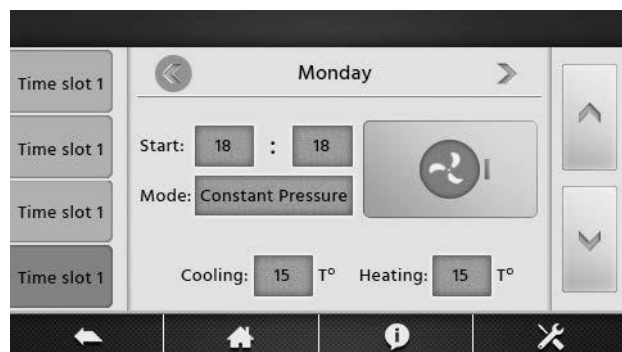 Monday
Time slot 1
Time slot 1
Time slot 1
Time slot 1
Start: 18 : 18
Mode: Constant Pressure
Cooling: 15 T° Heating: 15 T°